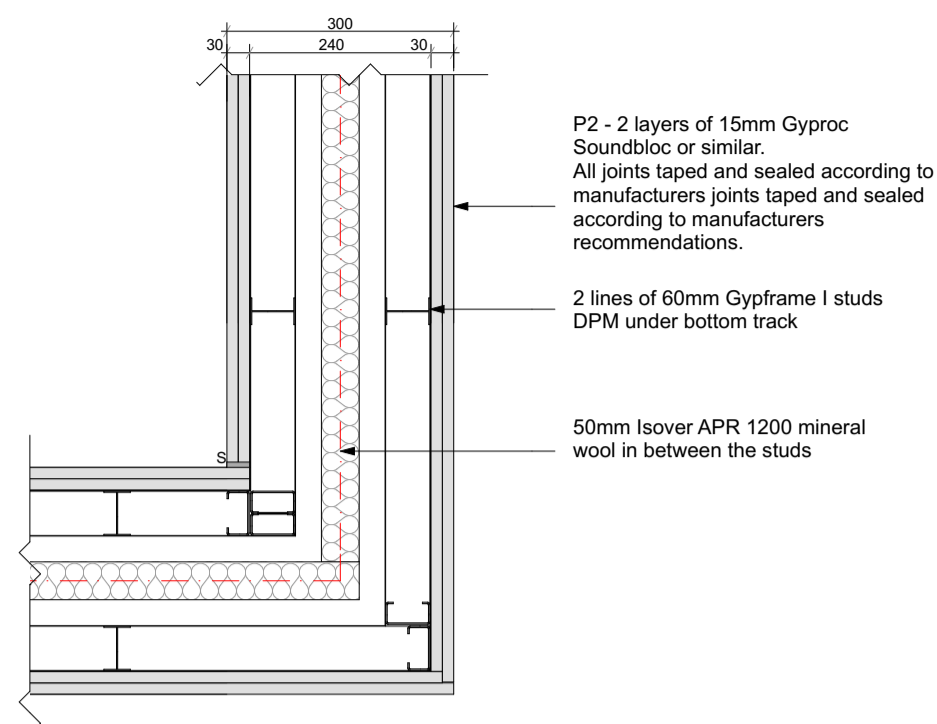 300
30
240
30
P2 - 2 layers of 15mm Gyproc
Soundbloc or similar.
All joints taped and sealed according to
manufacturers joints taped and sealed
according to manufacturers
recommendations.
2 lines of 60mm Gypframe I studs
DPM under bottom track
50mm Isover APR 1200 mineral
wool in between the studs
S